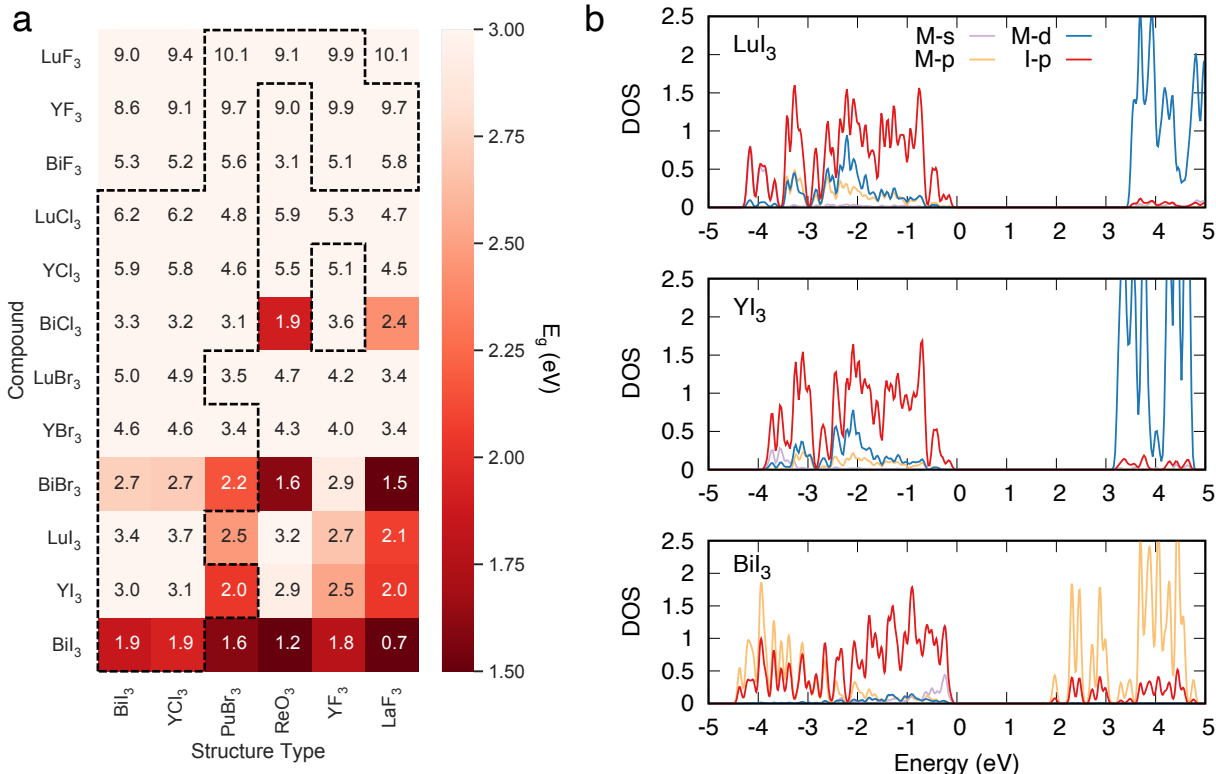 a
Compound
LuF3 9.0 9.4 10.1 9.1 9.9 10.1
YF3 8.6 9.1 9.7 9.0 9.9 9.7
BiF3 5.3 5.2 5.6 3.1 5.1 5.8
LuCl3 6.2 6.2 4.8 5.9 5.3 4.7
YCl3 5.9 5.8 4.6 5.5 5.1 4.5
BiCl3 3.3 3.2 3.1 1.9 3.6 2.4
LuBr3 5.0 4.9 3.5 4.7 4.2 3.4
YBr3 4.6 4.6 3.4 4.3 4.0 3.4
BiBr3 2.7 2.7 2.2 1.6 2.9 1.5
LuI3 3.4 3.7 2.5 3.2 2.7 2.1
YI3 3.0 3.1 2.0 2.9 2.5 2.0
BiI3 1.9 1.9 1.6 1.2 1.8 0.7
BiI3 YCl3 PuBr3 ReO3 YF3 LaF3
Structure Type
3.00
2.75
2.50
2.25
2.00
1.75
1.50
Eg (eV)
b
LuI3
M-s M-d
M-p I-p
DOS
2.5
2
1.5
1
0.5
0
-5 -4 -3 -2 -1 0 1 2 3 4 5
YI3
DOS
2.5
2
1.5
1
0.5
0
-5 -4 -3 -2 -1 0 1 2 3 4 5
BiI3
DOS
2.5
2
1.5
1
0.5
0
-5 -4 -3 -2 -1 0 1 2 3 4 5
Energy (eV)